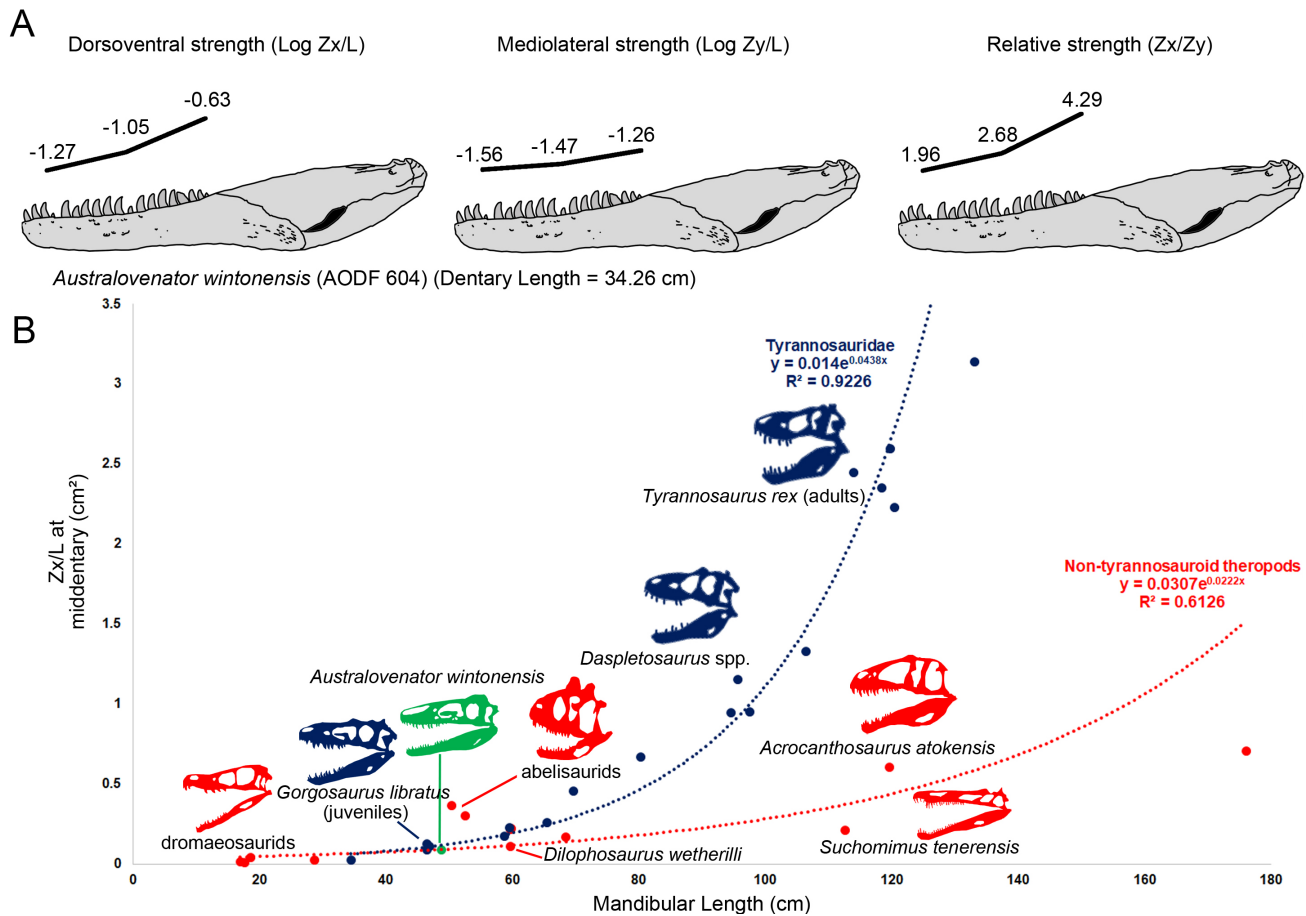 A
Dorsoventral strength (Log Zx/L)
-1.27
-1.05
-0.63
Mediolateral strength (Log Zy/L)
-1.56
-1.47
-1.26
Relative strength (Zx/Zy)
1.96
2.68
4.29
Australovenator wintonensis (AODF 604) (Dentary Length = 34.26 cm)
B
Zx/L at
middentary (cm²)
3.5
3
2.5
2
1.5
1
0.5
0
Tyrannosauridae
y = 0.014e^0.0438x
R² = 0.9226
Tyrannosaurus rex (adults)
Non-tyrannosauroid theropods
y = 0.0307e^0.0222x
R² = 0.6126
Daspletosaurus spp.
Australovenator wintonensis
Acrocanthosaurus atokensis
abelisaurids
Gorgosaurus libratus
(juveniles)
dromaeosaurids
Dilophosaurus wetherilli
Suchomimus tenerensis
0
20
40
60
80
100
120
140
160
180
Mandibular Length (cm)